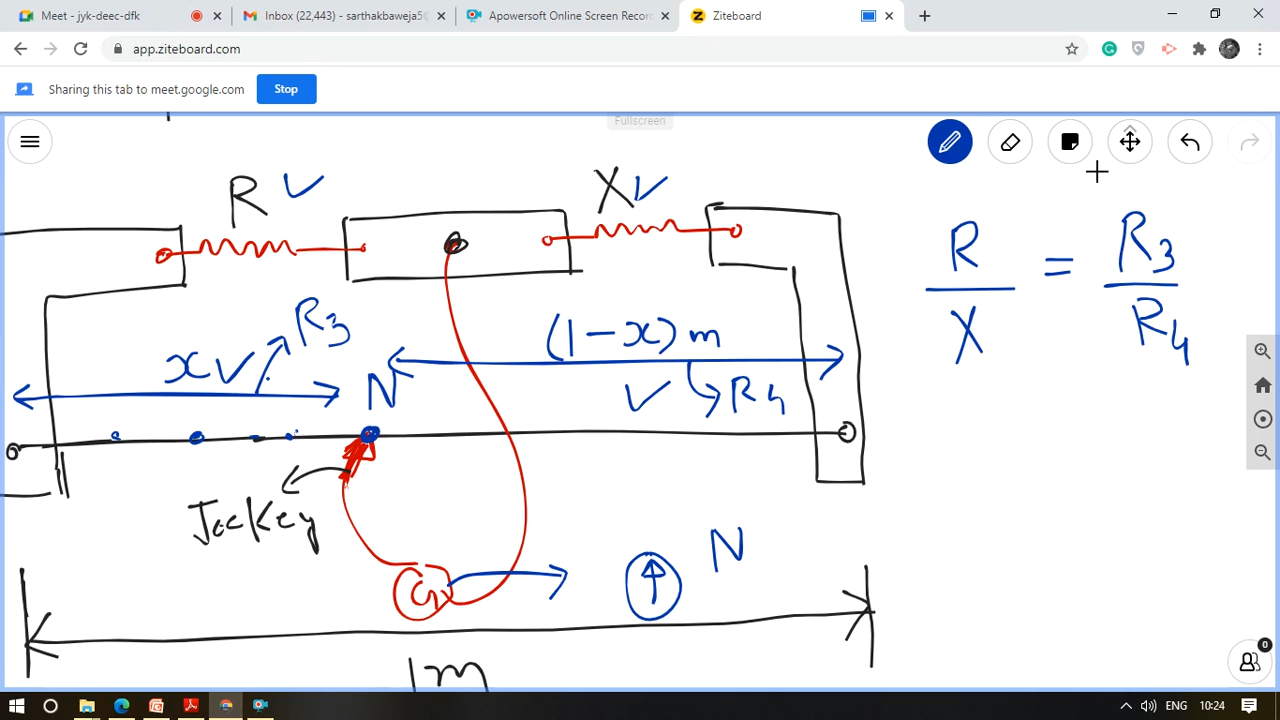 Meet - jyk-deec-dfk
Inbox (22,443) - sarthakbaweja5
Apowersoft Online Screen Record
Ziteboard
app.ziteboard.com
Sharing this tab to meet.google.com
Stop
Fullscreen
R ✓
X ✓
R/X = R3/R4
R3
(1-x) m
x ✓
N
✓ R4
Jockey
G
N
1m
0
ENG
10:24